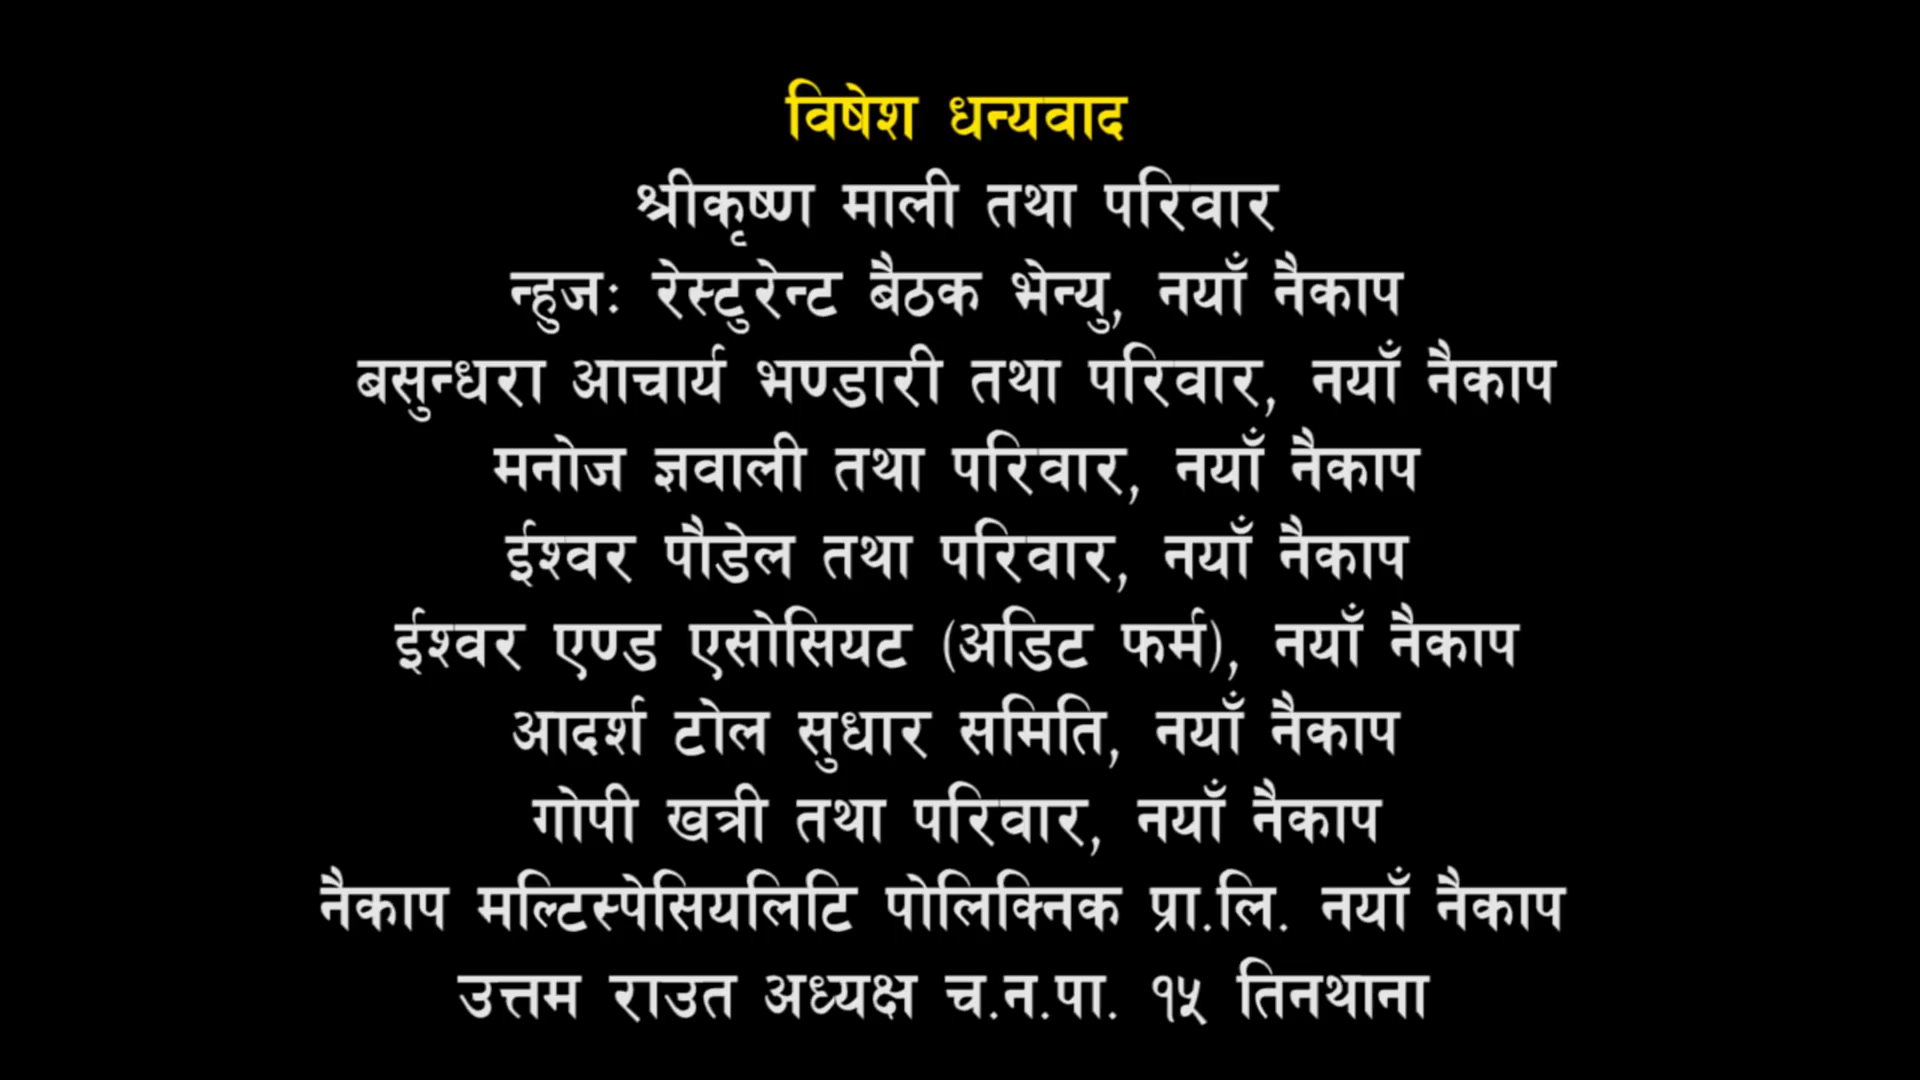 विषेश धन्यवाद
श्रीकृष्ण माली तथा परिवार
न्हुजः रेस्टुरेन्ट बैठक भेन्यु, नयाँ नैकाप
बसुन्धरा आचार्य भण्डारी तथा परिवार, नयाँ नैकाप
मनोज ज्ञवाली तथा परिवार, नयाँ नैकाप
ईश्वर पौडेल तथा परिवार, नयाँ नैकाप
ईश्वर एण्ड एसोसियट (अडिट फर्म), नयाँ नैकाप
आदर्श टोल सुधार समिति, नयाँ नैकाप
गोपी खत्री तथा परिवार, नयाँ नैकाप
नैकाप मल्टिस्पेसियलिटि पोलिक्निक प्रा.लि. नयाँ नैकाप
उत्तम राउत अध्यक्ष च.न.पा. १५ तिनथाना